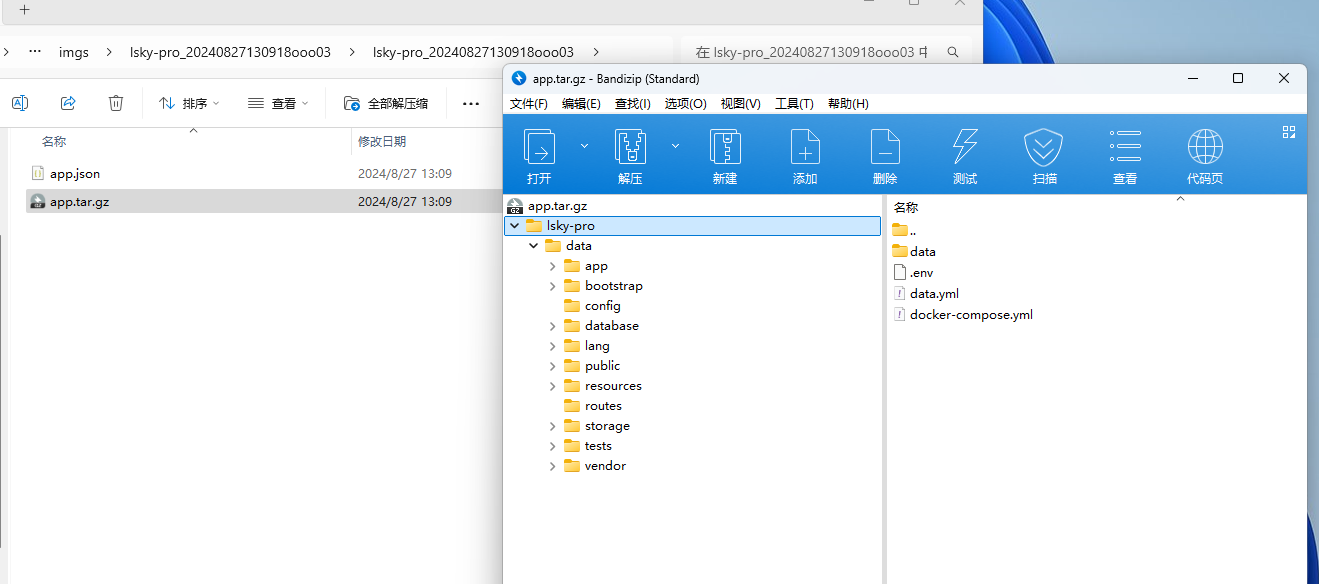 imgs > lsky-pro_20240827130918ooo03 > lsky-pro_20240827130918ooo03 >
在 lsky-pro_20240827130918ooo03 中
排序
查看
全部解压缩
名称
修改日期
app.json
2024/8/27 13:09
app.tar.gz
2024/8/27 13:09
app.tar.gz - Bandizip (Standard)
文件(F) 编辑(E) 查找(I) 选项(O) 视图(V) 工具(T) 帮助(H)
打开
解压
新建
添加
删除
测试
扫描
查看
代码页
app.tar.gz
lsky-pro
data
app
bootstrap
config
database
lang
public
resources
routes
storage
tests
vendor
名称
..
data
.env
data.yml
docker-compose.yml